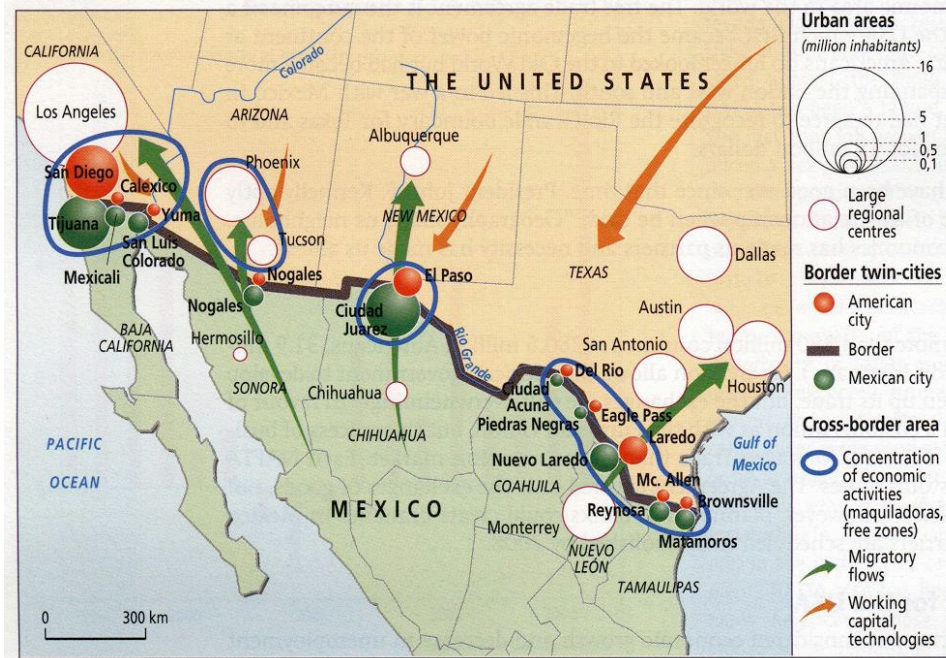 CALIFORNIA
Los Angeles
San Diego
Calexico
Tijuana
Yuma
San Luis
Colorado
Mexicali
BAJA
CALIFORNIA
PACIFIC
OCEAN
0 300 km
Colorado
ARIZONA
Phoenix
Tucson
Nogales
Nogales
Hermosillo
SONORA
THE UNITED STATES
Albuquerque
NEW MEXICO
El Paso
Ciudad
Juarez
Chihuahua
CHIHUAHUA
MEXICO
Rio Grande
TEXAS
Dallas
Austin
San Antonio
Houston
Del Rio
Ciudad
Acuna
Eagle Pass
Piedras Negras
Laredo
Nuevo Laredo
Mc. Allen
Brownsville
COAHUILA
Reynosa
Matamoros
Monterrey
NUEVO
LEÓN
TAMAULIPAS
Gulf of
Mexico
Urban areas
(million inhabitants)
16
5
1
0,5
0,1
Large
regional
centres
Border twin-cities
American
city
Border
Mexican city
Cross-border area
Concentration
of economic
activities
(maquiladoras,
free zones)
Migratory
flows
Working
capital,
technologies